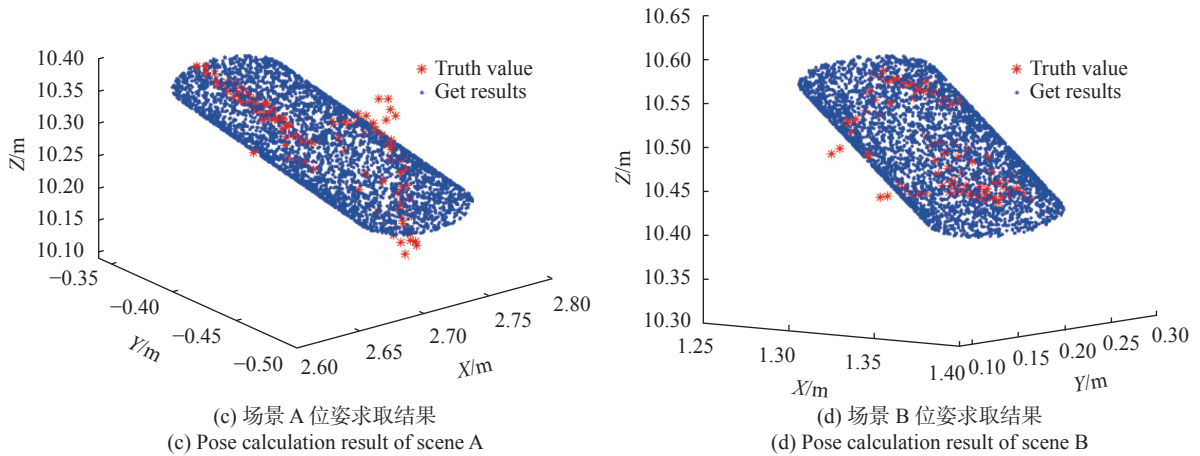 10.40
10.35
10.30
10.25
10.20
10.15
10.10
Z/m
−0.35
−0.40
−0.45
−0.50
Y/m
2.60
2.65
2.70
2.75
2.80
X/m
Truth value
Get results
(c) 场景 A 位姿求取结果
(c) Pose calculation result of scene A
10.65
10.60
10.55
10.50
10.45
10.40
10.35
10.30
Z/m
1.25
1.30
1.35
1.40
X/m
0.10
0.15
0.20
0.25
0.30
Y/m
Truth value
Get results
(d) 场景 B 位姿求取结果
(d) Pose calculation result of scene B